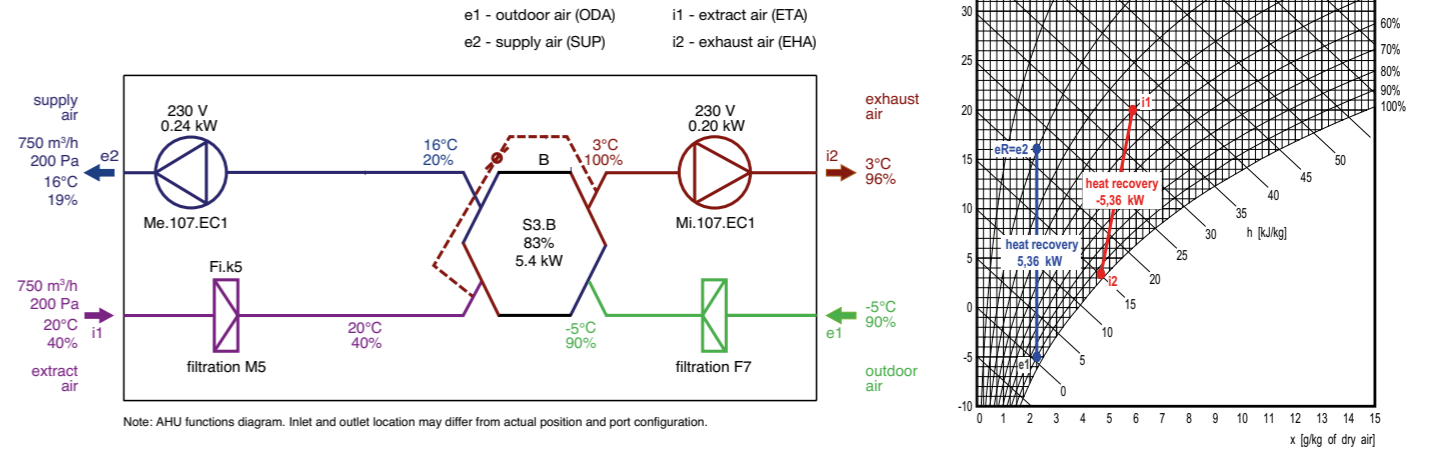 e1 - outdoor air (ODA)
i1 - extract air (ETA)
e2 - supply air (SUP)
i2 - exhaust air (EHA)
supply
air
750 m³/h
200 Pa
e2
16°C
19%
230 V
0.24 kW
Me.107.EC1
16°C
20%
B
3°C
100%
230 V
0.20 kW
Mi.107.EC1
exhaust
air
i2
3°C
96%
S3.B
83%
5.4 kW
750 m³/h
200 Pa
20°C
40%
i1
extract
air
Fi.k5
filtration M5
20°C
40%
-5°C
90%
filtration F7
e1
-5°C
90%
outdoor
air
Note: AHU functions diagram. Inlet and outlet location may differ from actual position and port configuration.
30
25
20
15
10
5
0
-5
-10
60%
70%
80%
90%
100%
i1
eR=e2
heat recovery
-5,36 kW
heat recovery
5,36 kW
i2
e1
50
45
40
35
30
25
20
15
10
5
0
h [kJ/kg]
0 1 2 3 4 5 6 7 8 9 10 11 12 13 14 15
x [g/kg of dry air]